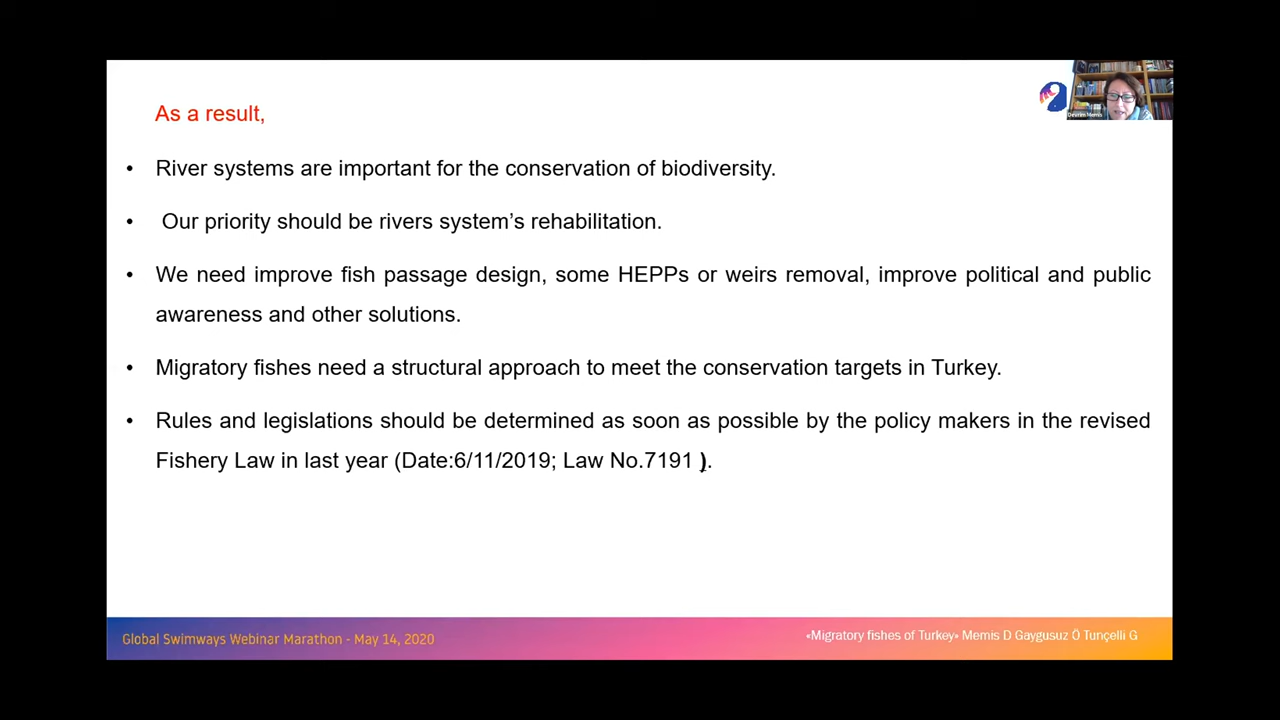 As a result,
• River systems are important for the conservation of biodiversity.
• Our priority should be rivers system’s rehabilitation.
• We need improve fish passage design, some HEPPs or weirs removal, improve political and public
awareness and other solutions.
• Migratory fishes need a structural approach to meet the conservation targets in Turkey.
• Rules and legislations should be determined as soon as possible by the policy makers in the revised
Fishery Law in last year (Date:6/11/2019; Law No.7191 ).
Devrim Memis
Global Swimways Webinar Marathon - May 14, 2020
«Migratory fishes of Turkey» Memis D Gaygusuz Ö Tunçelli G